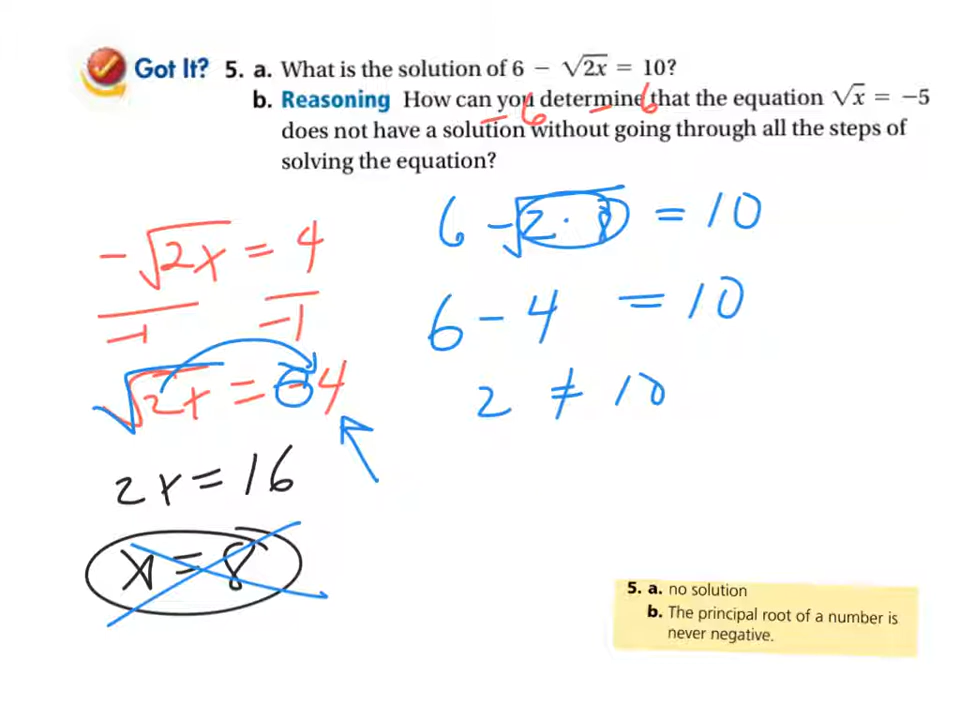 Got It? 5. a. What is the solution of 6 − √2x = 10?
b. Reasoning How can you determine that the equation √x = −5
does not have a solution without going through all the steps of
solving the equation?
− 6 − 6
−√2x = 4
−1 −1
√2x = −4
2x = 16
x = 8
6 − √2 · 8 = 10
6 − 4 = 10
2 ≠ 10
5. a. no solution
b. The principal root of a number is
never negative.